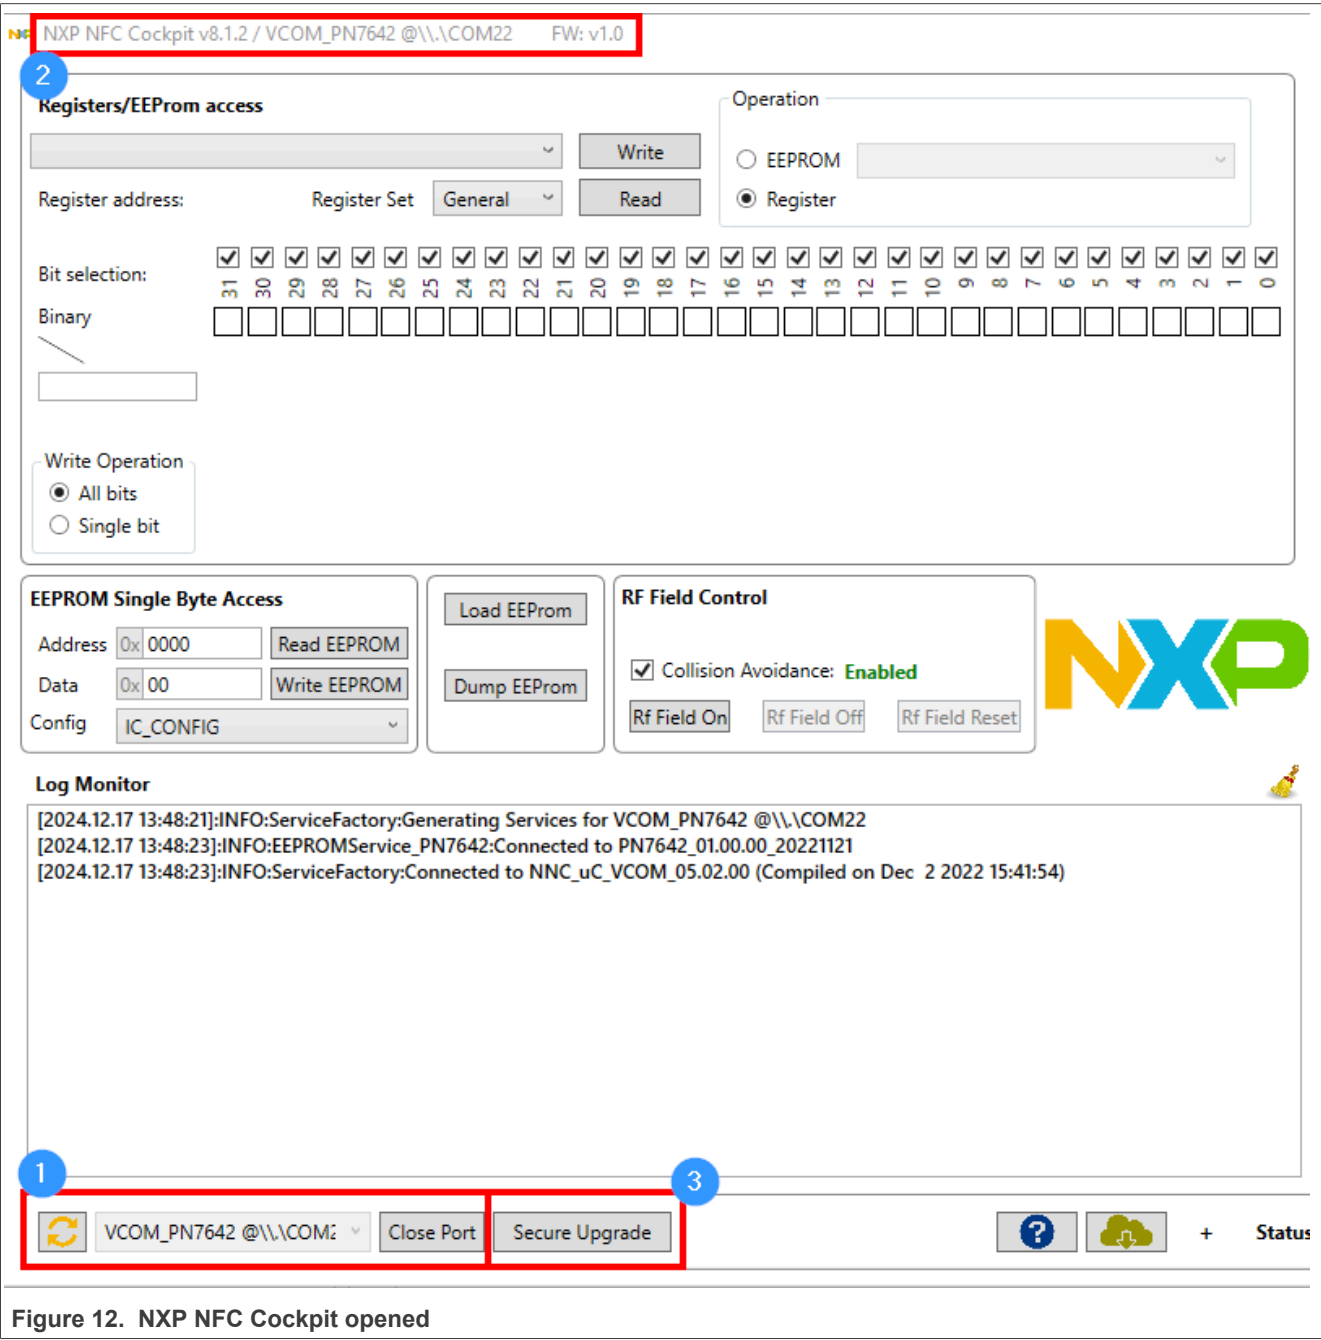 NXP NFC Cockpit v8.1.2 / VCOM_PN7642 @\\.\COM22 FW: v1.0
2
Registers/EEProm access
Operation
Write
EEPROM
Register address:
Register Set
General
Read
Register
Bit selection:
31 30 29 28 27 26 25 24 23 22 21 20 19 18 17 16 15 14 13 12 11 10 9 8 7 6 5 4 3 2 1 0
Binary
Write Operation
All bits
Single bit
EEPROM Single Byte Access
Address 0x 0000 Read EEPROM
Data 0x 00 Write EEPROM
Config IC_CONFIG
Load EEProm
Dump EEProm
RF Field Control
Collision Avoidance: Enabled
Rf Field On Rf Field Off Rf Field Reset
NXP
Log Monitor
[2024.12.17 13:48:21]:INFO:ServiceFactory:Generating Services for VCOM_PN7642 @\\.\COM22
[2024.12.17 13:48:23]:INFO:EEPROMService_PN7642:Connected to PN7642_01.00.00_20221121
[2024.12.17 13:48:23]:INFO:ServiceFactory:Connected to NNC_uC_VCOM_05.02.00 (Compiled on Dec  2 2022 15:41:54)
1
3
VCOM_PN7642 @\\.\COM2 Close Port Secure Upgrade ? + Status
Figure 12. NXP NFC Cockpit opened